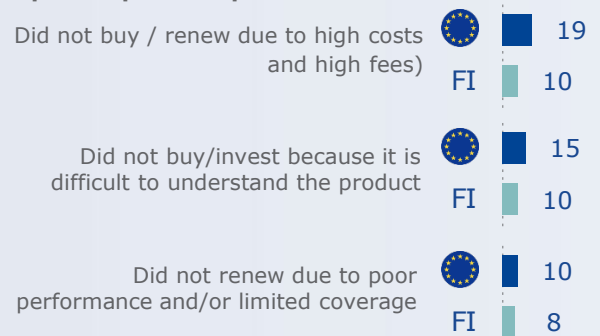 Did not buy / renew due to high costs
and high fees)
19
FI 10
Did not buy/invest because it is
difficult to understand the product
15
FI 10
Did not renew due to poor
performance and/or limited coverage
10
FI 8